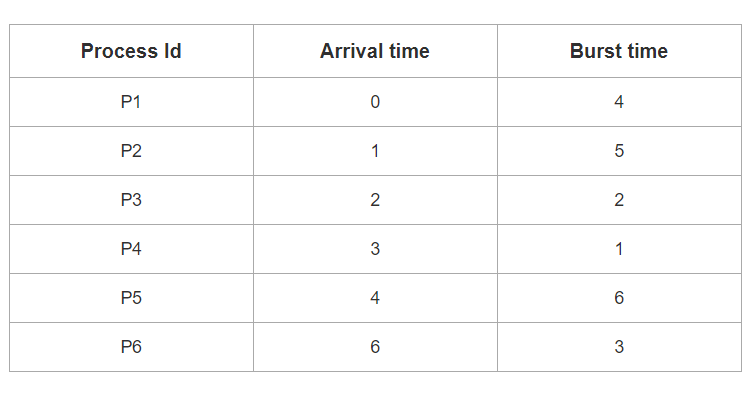 Process Id Arrival time Burst time
P1 0 4
P2 1 5
P3 2 2
P4 3 1
P5 4 6
P6 6 3